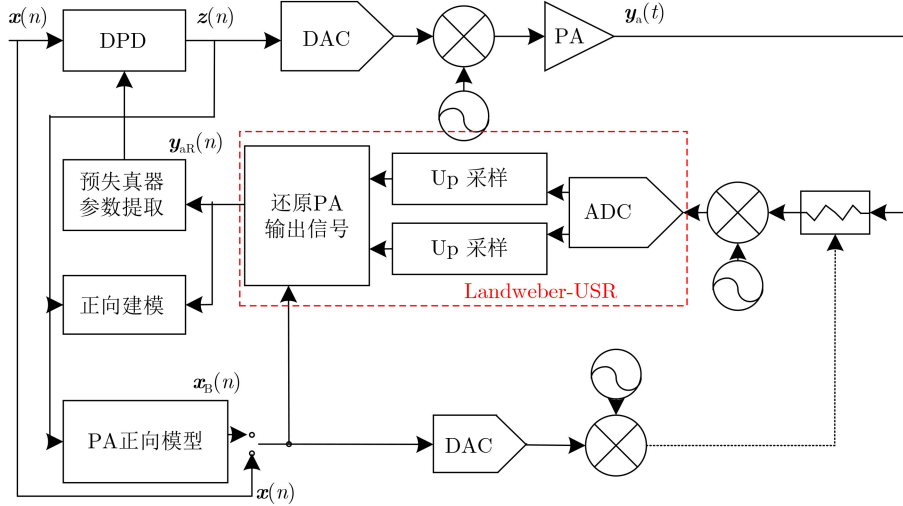 x(n)
z(n)
y_a(t)
DPD
DAC
PA
y_aR(n)
预失真器
参数提取
还原PA
输出信号
Up 采样
ADC
Up 采样
正向建模
Landweber-USR
x_B(n)
PA正向模型
DAC
x(n)